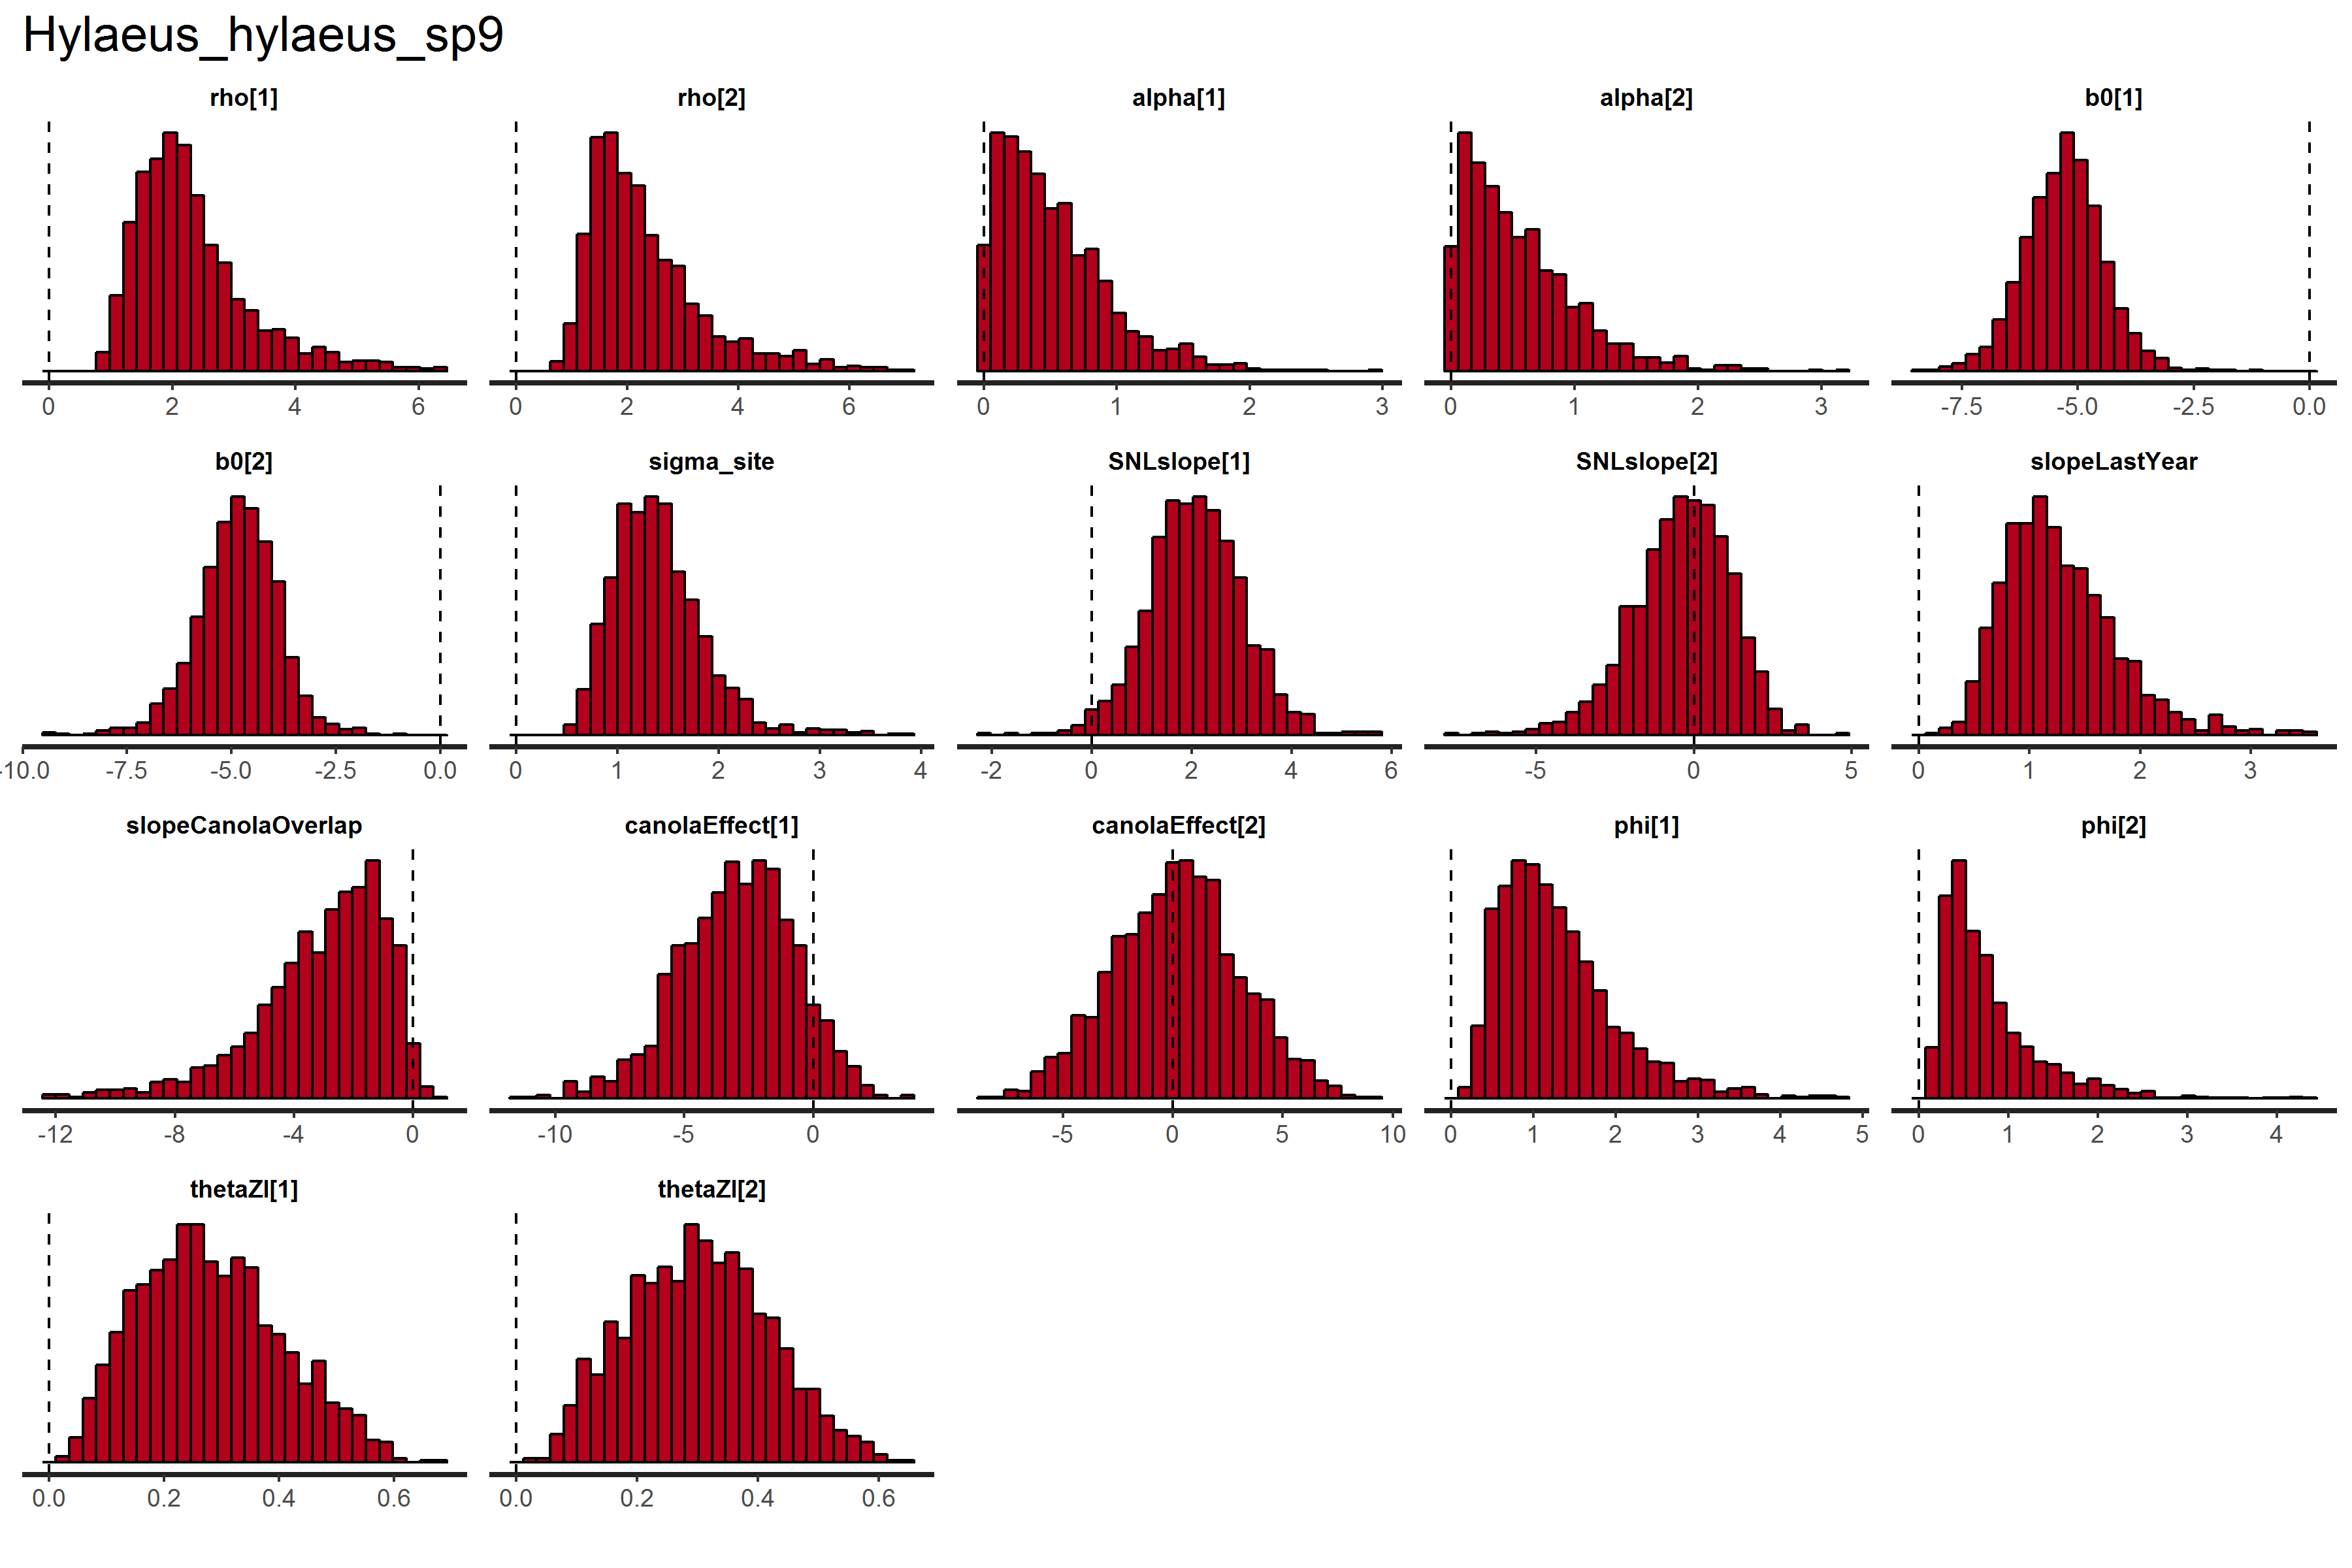 Hylaeus_hylaeus_sp9
rho[1] rho[2] alpha[1] alpha[2] b0[1]
0 2 4 6 0 2 4 6 0 1 2 3 0 1 2 3 -7.5 -5.0 -2.5 0.0
b0[2] sigma_site SNLslope[1] SNLslope[2] slopeLastYear
-10.0 -7.5 -5.0 -2.5 0.0 0 1 2 3 4 -2 0 2 4 6 -5 0 5 0 1 2 3
slopeCanolaOverlap canolaEffect[1] canolaEffect[2] phi[1] phi[2]
-12 -8 -4 0 -10 -5 0 -5 0 5 10 0 1 2 3 4 5 0 1 2 3 4
thetaZI[1] thetaZI[2]
0.0 0.2 0.4 0.6 0.0 0.2 0.4 0.6